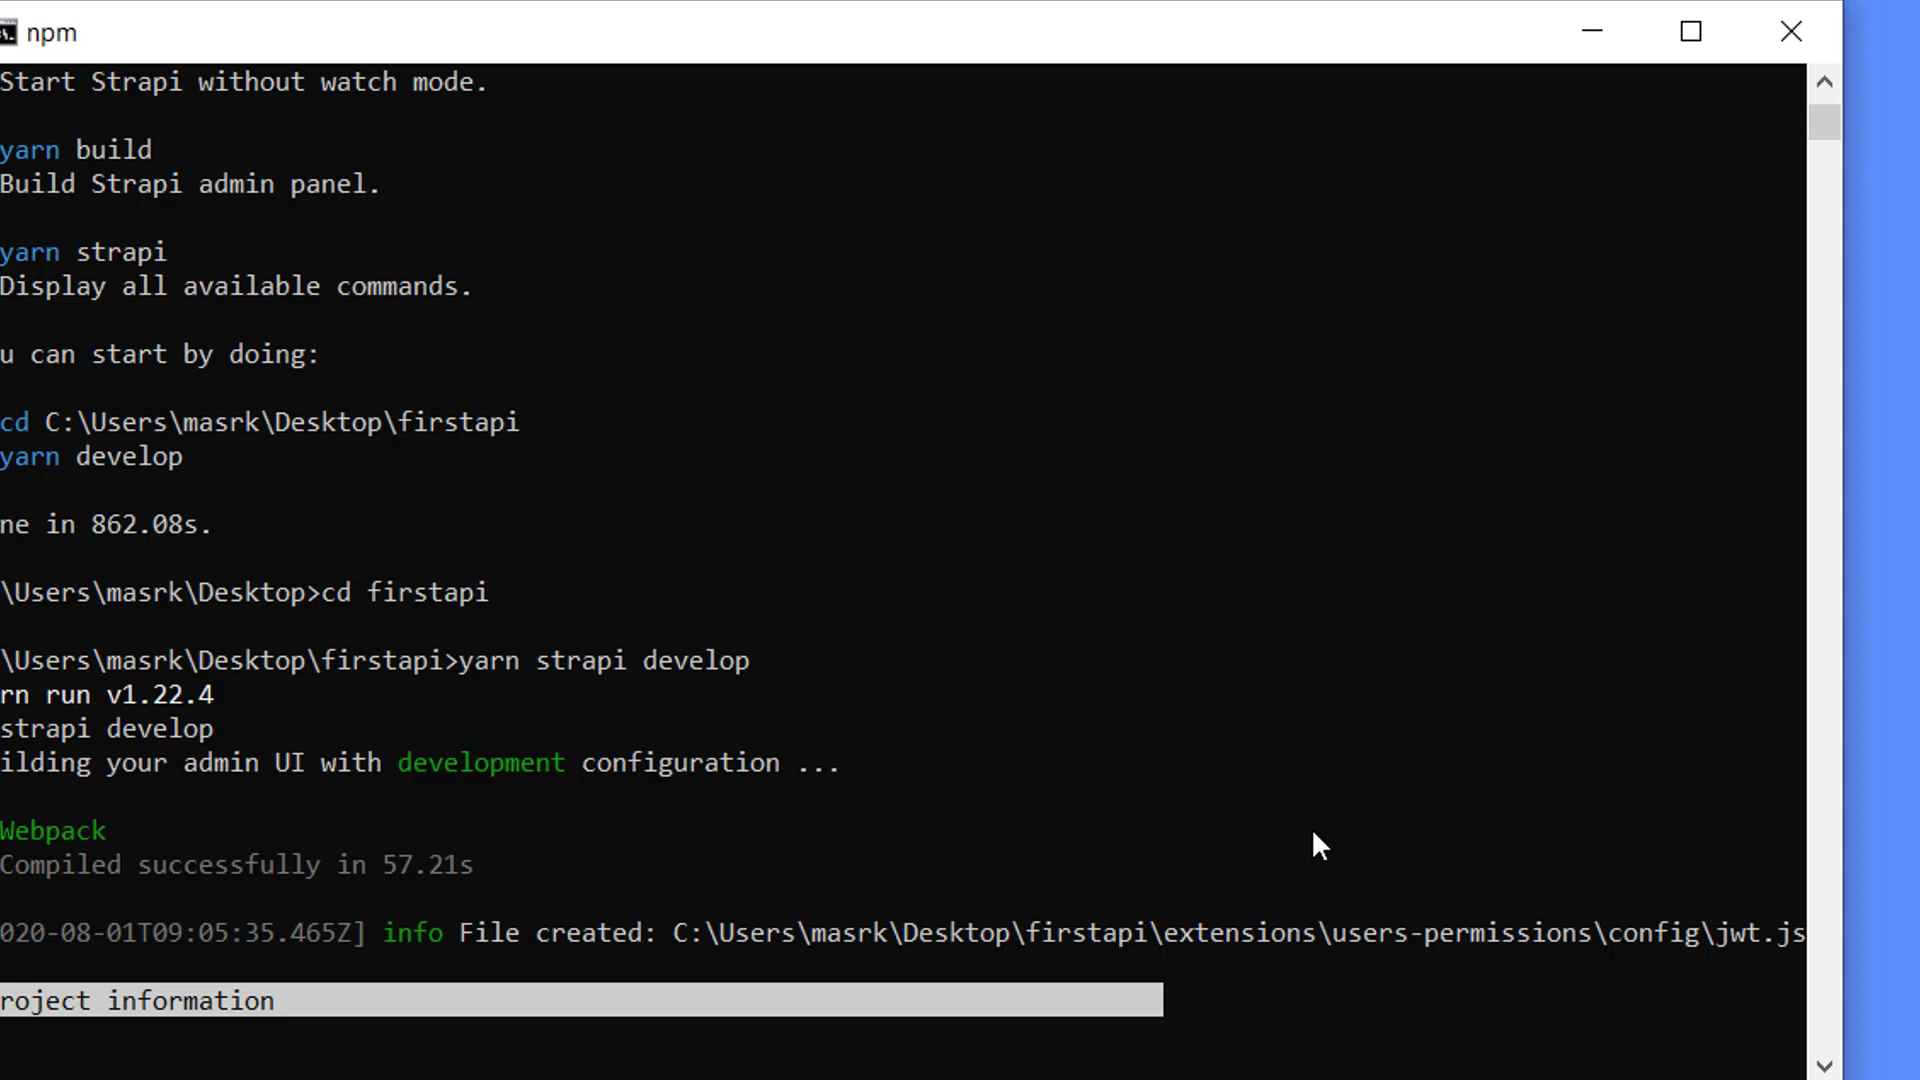 npm
Start Strapi without watch mode.
yarn build
Build Strapi admin panel.
yarn strapi
Display all available commands.
u can start by doing:
cd C:\Users\masrk\Desktop\firstapi
yarn develop
ne in 862.08s.
\Users\masrk\Desktop>cd firstapi
\Users\masrk\Desktop\firstapi>yarn strapi develop
rn run v1.22.4
strapi develop
ilding your admin UI with development configuration ...
Webpack
Compiled successfully in 57.21s
020-08-01T09:05:35.465Z] info File created: C:\Users\masrk\Desktop\firstapi\extensions\users-permissions\config\jwt.js
roject information